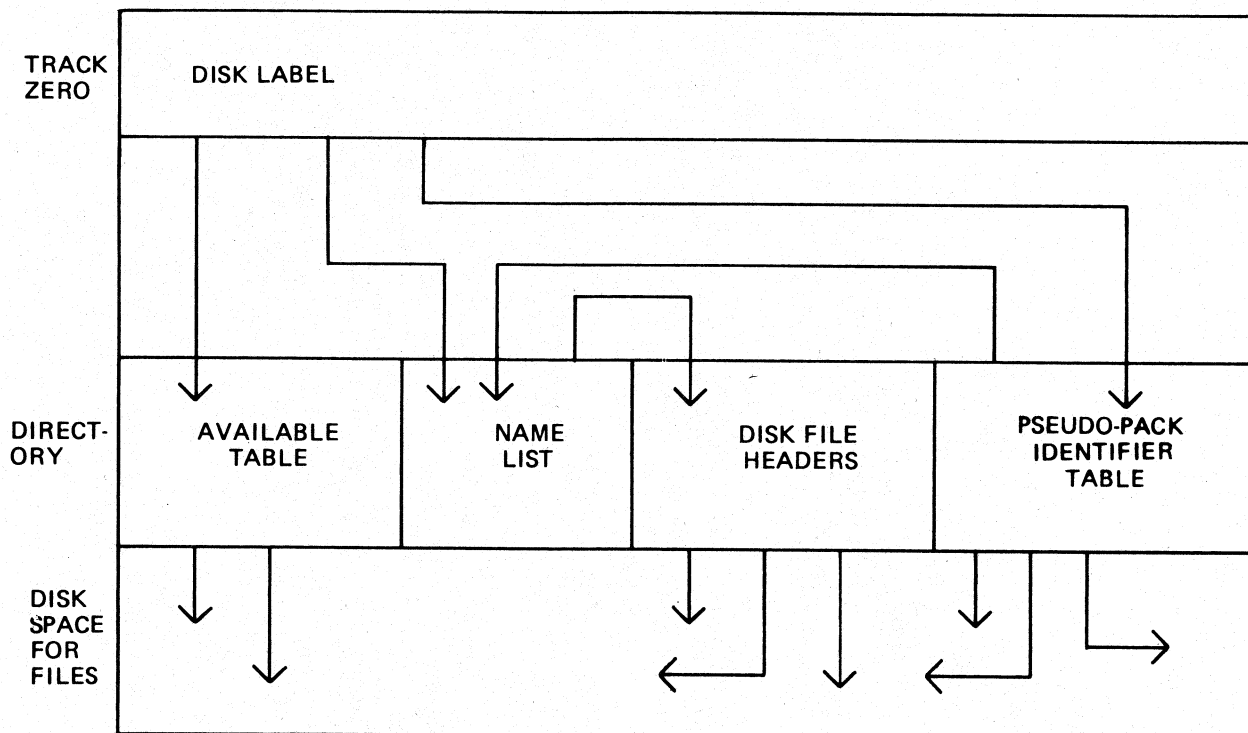 TRACK
ZERO
DISK LABEL
DIRECT-
ORY
AVAILABLE
TABLE
NAME
LIST
DISK FILE
HEADERS
PSEUDO-PACK
IDENTIFIER
TABLE
DISK
SPACE
FOR
FILES